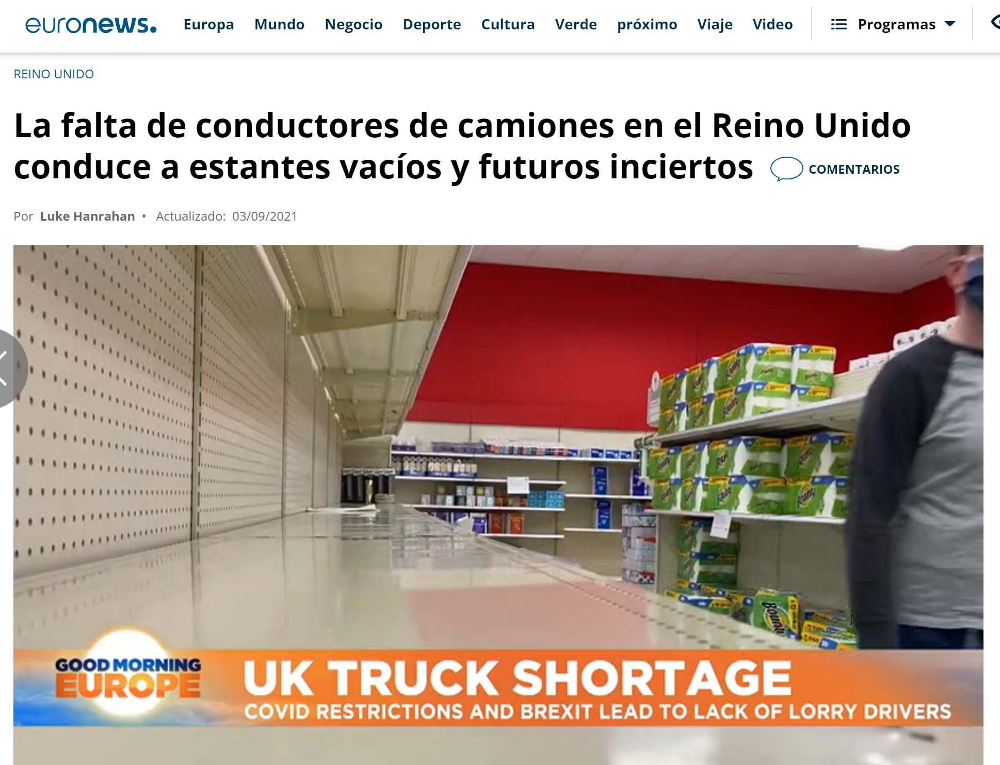 euronews.
Europa Mundo Negocio Deporte Cultura Verde próximo Viaje Video Programas
REINO UNIDO
La falta de conductores de camiones en el Reino Unido
conduce a estantes vacíos y futuros inciertos COMENTARIOS
Por Luke Hanrahan • Actualizado: 03/09/2021
Bounty
GOOD MORNING
EUROPE
UK TRUCK SHORTAGE
COVID RESTRICTIONS AND BREXIT LEAD TO LACK OF LORRY DRIVERS